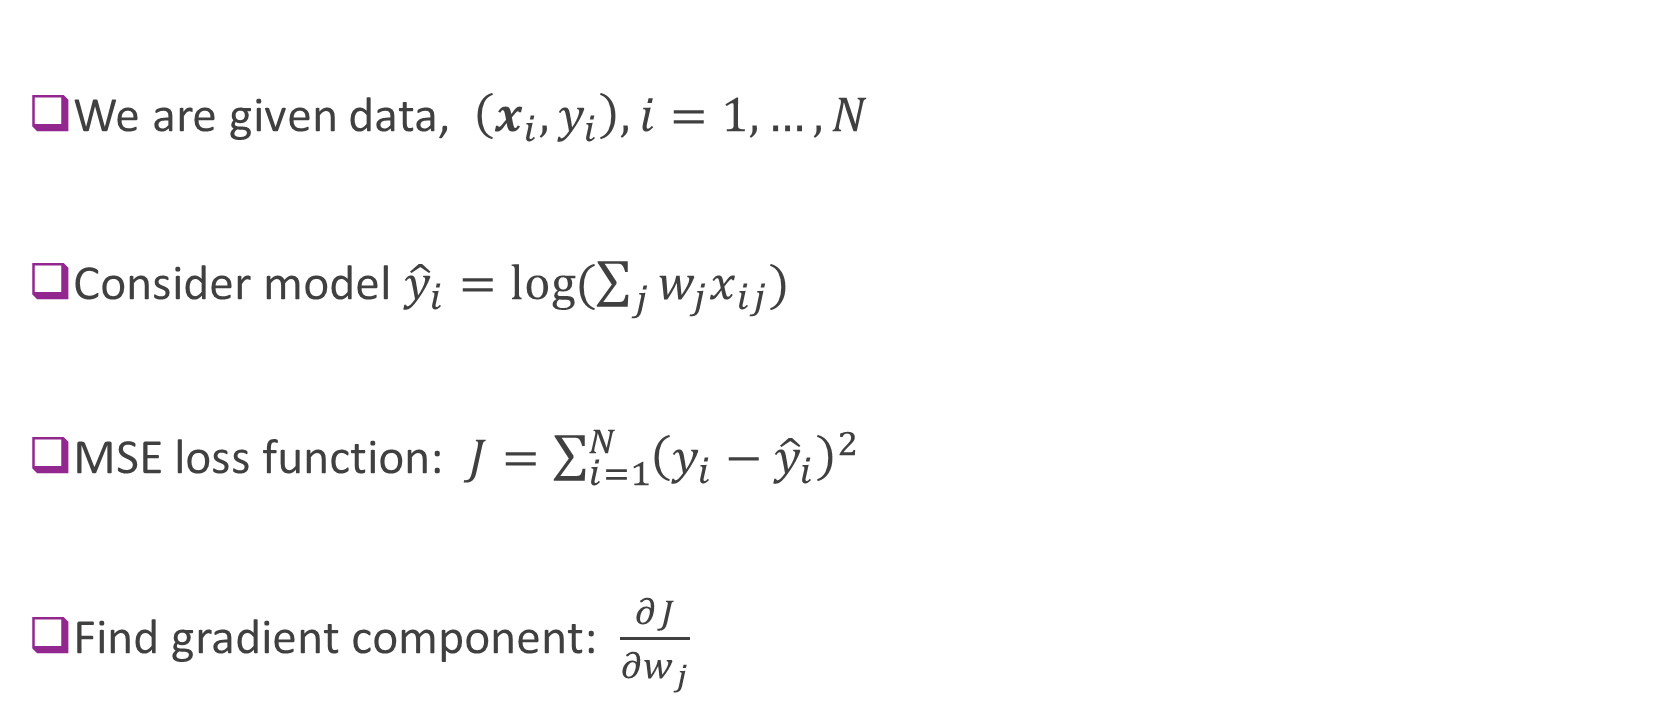 ❑We are given data, (𝒙ᵢ, yᵢ), i = 1, … , N
❑Consider model ŷᵢ = log(∑ⱼ wⱼxᵢⱼ)
❑MSE loss function: J = ∑ᵢ₌₁ᴺ(yᵢ − ŷᵢ)²
❑Find gradient component: ∂J/∂wⱼ